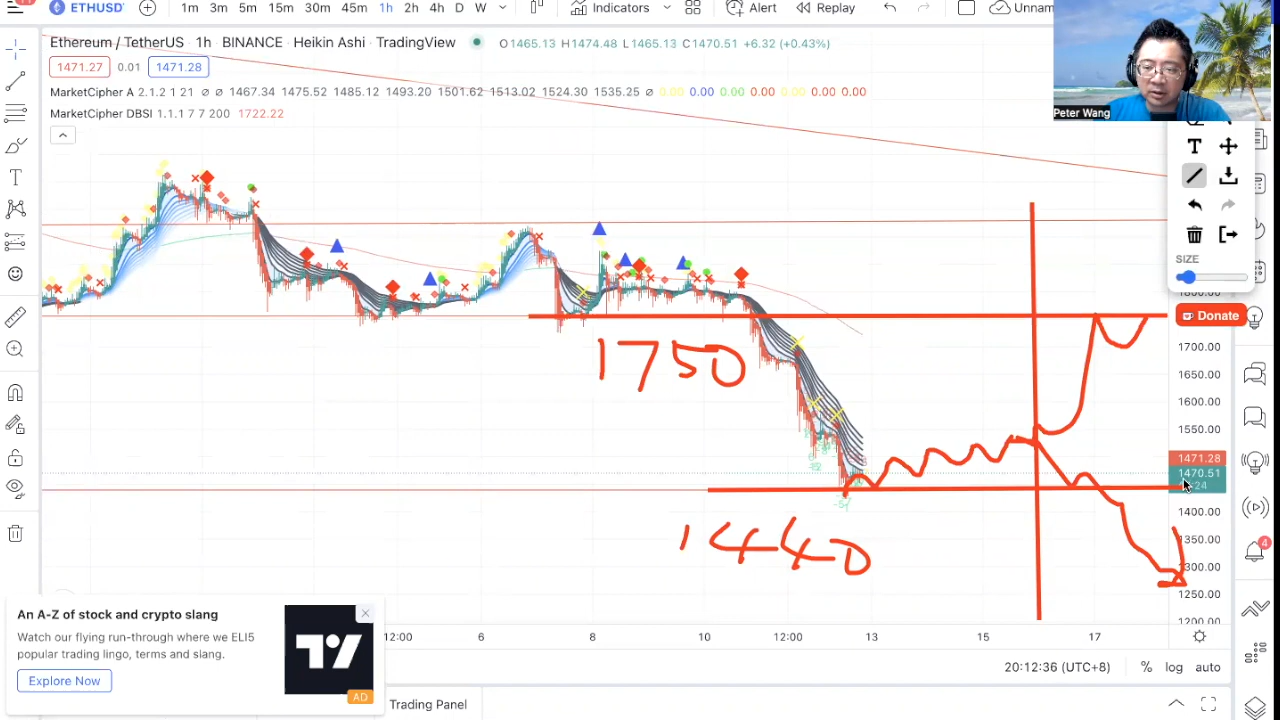 ETHUSD
1m 3m 5m 15m 30m 45m 1h 2h 4h D W
Indicators
Alert
Replay
Unnam
Ethereum / TetherUS · 1h · BINANCE · Heikin Ashi · TradingView
O1465.13 H1474.48 L1465.13 C1470.51 +6.32 (+0.43%)
1471.27 0.01 1471.28
MarketCipher A 2.1.2 1 21 ∅ ∅ 1467.34 1475.52 1485.12 1493.20 1501.62 1513.02 1524.30 1535.25 ∅ 0.00 0.00 0.00 0.00 0.00 0.00 0.00
MarketCipher DBSI 1.1.1 7 7 200 1722.22
Peter Wang
T
SIZE
Donate
1750
1440
1800.00
1700.00
1650.00
1600.00
1550.00
1471.28
1470.51
1400.00
1350.00
1300.00
1250.00
1200.00
4
12:00 6 8 10 12:00 13 15 17
An A-Z of stock and crypto slang
Watch our flying run-through where we ELI5
popular trading lingo, terms and slang.
Explore Now
AD
20:12:36 (UTC+8) % log auto
Trading Panel